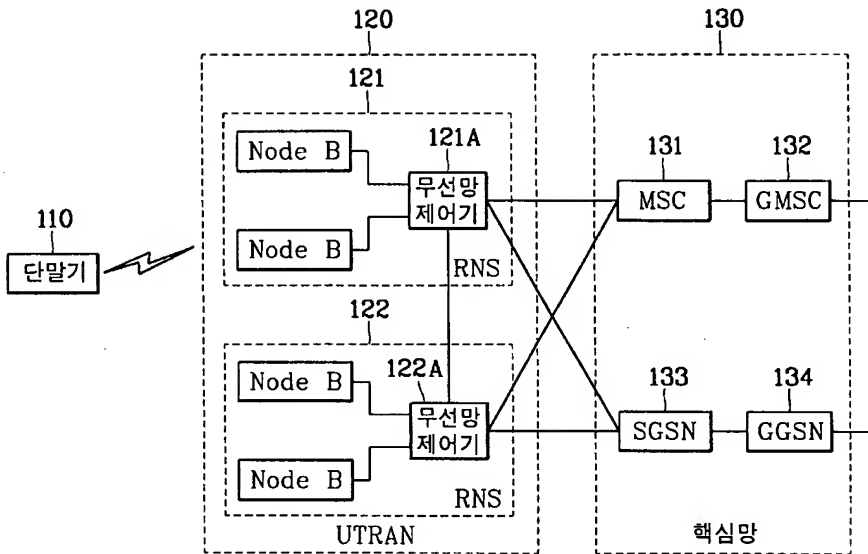 120
130
121
Node B
121A
무선망
제어기
131
132
MSC
GMSC
110
단말기
Node B
RNS
122
Node B
122A
무선망
제어기
133
134
SGSN
GGSN
Node B
RNS
UTRAN
핵심망